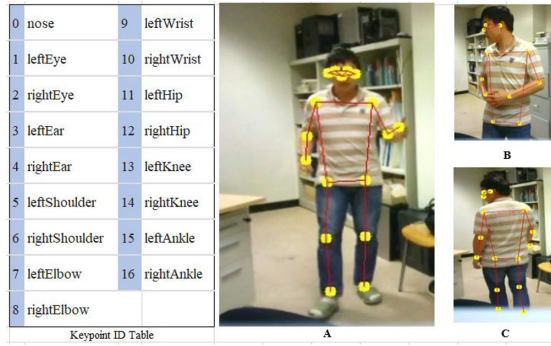 0 nose 9 leftWrist
1 leftEye 10 rightWrist
2 rightEye 11 leftHip
3 leftEar 12 rightHip
4 rightEar 13 leftKnee
5 leftShoulder 14 rightKnee
6 rightShoulder 15 leftAnkle
7 leftElbow 16 rightAnkle
8 rightElbow
Keypoint ID Table
A
B
C